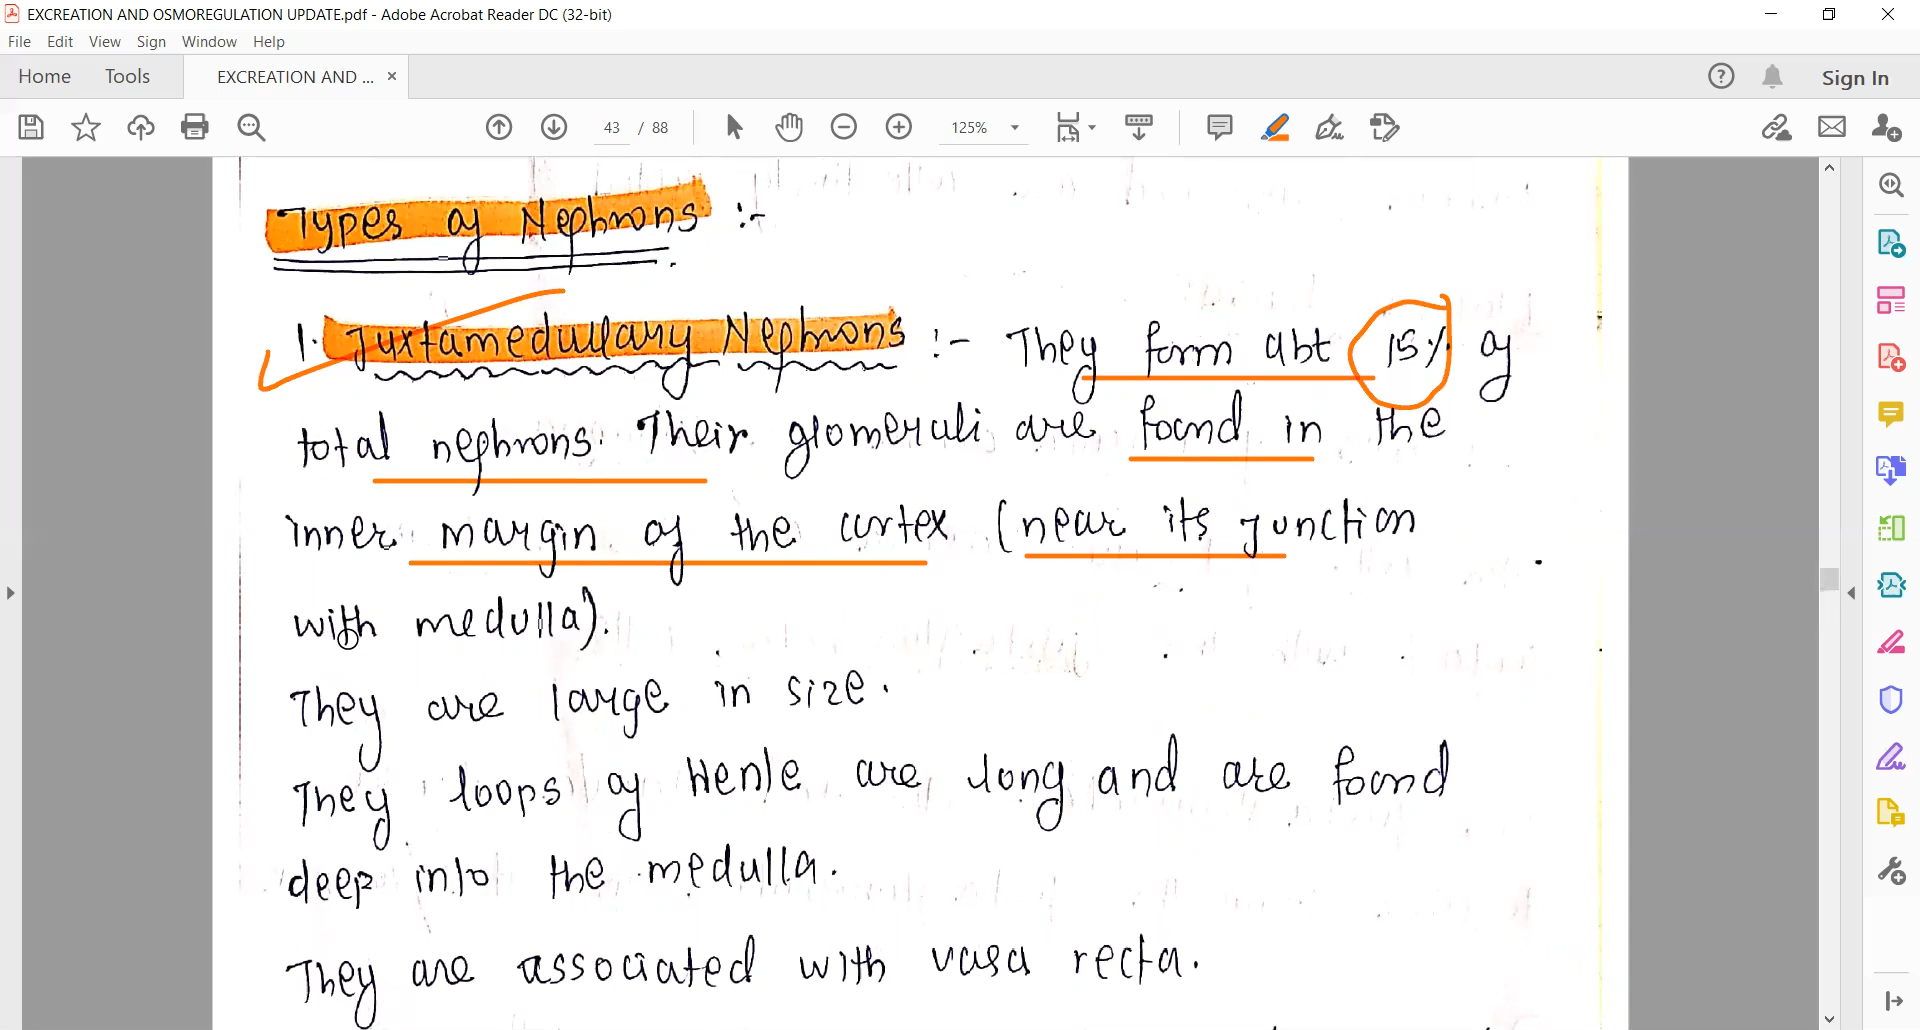 EXCREATION AND OSMOREGULATION UPDATE.pdf - Adobe Acrobat Reader DC (32-bit)
File Edit View Sign Window Help
Home Tools EXCREATION AND ... × Sign In
43 / 88 125%
Types of Nephrons :-
1. Juxtamedullary Nephrons :- They form abt 15% of
total nephrons. Their glomeruli are found in the
inner margin of the cortex (near its junction
with medulla).
They are large in size.
They loops of Henle are long and are found
deep into the medulla.
They are associated with vasa recta.